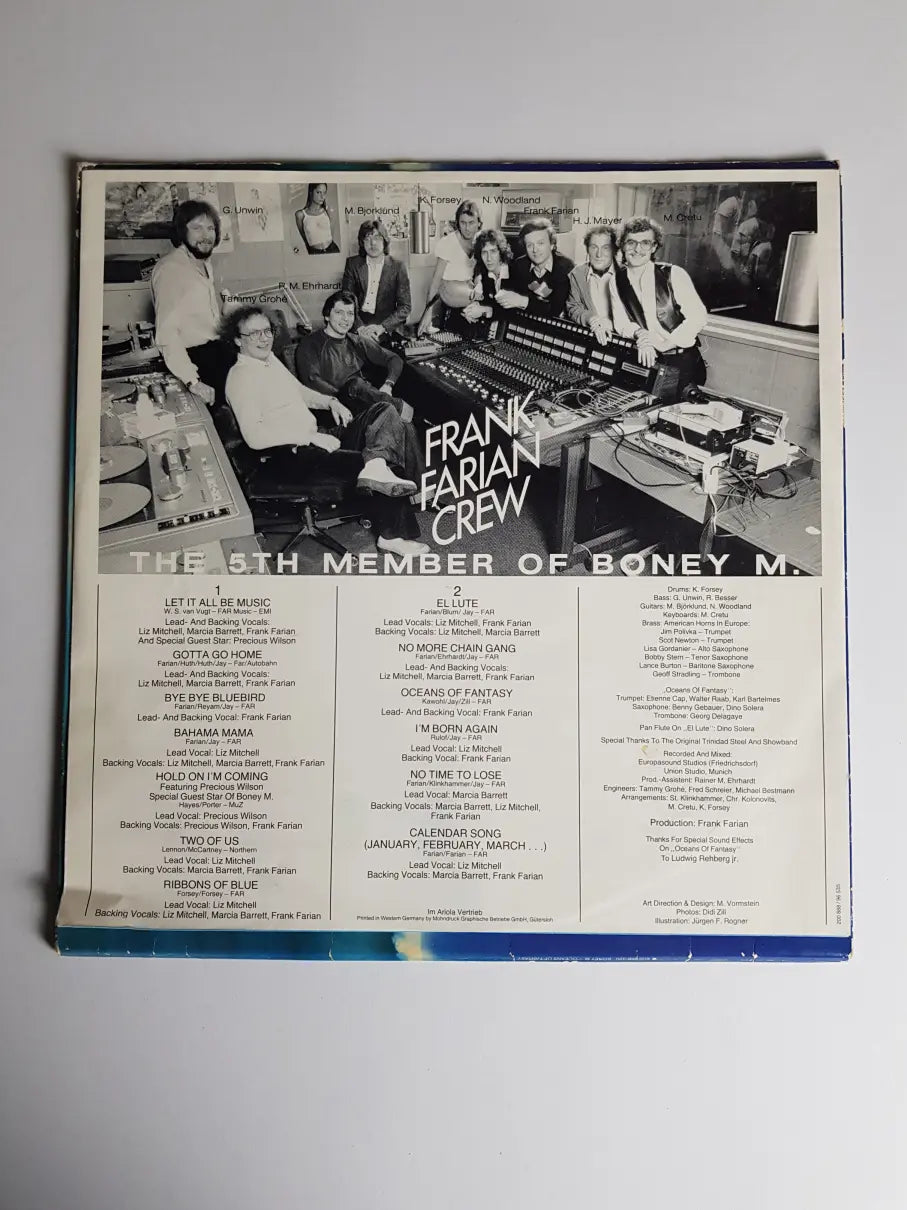 G. Unwin
M. Björklund
K. Forsey
N. Woodland
Frank Farian
H. J. Mayer
M. Cretu
R. M. Ehrhardt
Tammy Grohé
FRANK
FARIAN
CREW
THE 5TH MEMBER OF BONEY M.
1
LET IT ALL BE MUSIC
W. S. van Vugt – FAR Music – EMI
Lead- And Backing Vocals:
Liz Mitchell, Marcia Barrett, Frank Farian
And Special Guest Star: Precious Wilson
GOTTA GO HOME
Farian/Huth/Huth/Jay – Far/Autobahn
Lead- And Backing Vocals:
Liz Mitchell, Marcia Barrett, Frank Farian
BYE BYE BLUEBIRD
Farian/Reyam/Jay – FAR
Lead- And Backing Vocal: Frank Farian
BAHAMA MAMA
Farian/Jay – FAR
Lead Vocal: Liz Mitchell
Backing Vocals: Liz Mitchell, Marcia Barrett, Frank Farian
HOLD ON I'M COMING
Featuring Precious Wilson
Special Guest Star Of Boney M.
Hayes/Porter – MuZ
Lead Vocal: Precious Wilson
Backing Vocals: Precious Wilson, Frank Farian
TWO OF US
Lennon/McCartney – Northern
Lead Vocal: Liz Mitchell
Backing Vocals: Marcia Barrett, Frank Farian
RIBBONS OF BLUE
Forsey/Forsey – FAR
Lead Vocal: Liz Mitchell
Backing Vocals: Liz Mitchell, Marcia Barrett, Frank Farian
2
EL LUTE
Farian/Blum/ Jay – FAR
Lead Vocals: Liz Mitchell, Frank Farian
Backing Vocals: Liz Mitchell, Marcia Barrett
NO MORE CHAIN GANG
Farian/Ehrhardt/Jay – FAR
Lead- And Backing Vocals:
Liz Mitchell, Marcia Barrett, Frank Farian
OCEANS OF FANTASY
Kawohl/Jay/Zill – FAR
Lead- And Backing Vocal: Frank Farian
I'M BORN AGAIN
Rulof/Jay – FAR
Lead Vocal: Liz Mitchell
Backing Vocal: Frank Farian
NO TIME TO LOSE
Farian/Klinkhammer/Jay – FAR
Lead Vocal: Marcia Barrett
Backing Vocals: Marcia Barrett, Liz Mitchell,
Frank Farian
CALENDAR SONG
(JANUARY, FEBRUARY, MARCH . . .)
Farian/Farian – FAR
Lead Vocal: Liz Mitchell
Backing Vocals: Marcia Barrett, Frank Farian
Im Ariola Vertrieb
Printed in Western Germany by Mohndruck Graphische Betriebe GmbH, Gütersloh
Drums: K. Forsey
Bass: G. Unwin, R. Besser
Guitars: M. Björklund, N. Woodland
Keyboards: M. Cretu
Brass: American Horns In Europe:
Jim Polivka – Trumpet
Scot Newton – Trumpet
Lisa Gordanier – Alto Saxophone
Bobby Stern – Tenor Saxophone
Lance Burton – Baritone Saxophone
Geoff Stradling – Trombone
„Oceans Of Fantasy":
Trumpet: Etienne Cap, Walter Raab, Karl Bartelmes
Saxophone: Benny Gebauer, Dino Solera
Trombone: Georg Delagaye
Pan Flute On „El Lute": Dino Solera
Special Thanks To The Original Trinidad Steel And Showband
Recorded And Mixed:
Europasound Studios (Friedrichsdorf)
Union Studio, Munich
Prod.-Assistent: Rainer M. Ehrhardt
Engineers: Tammy Grohé, Fred Schreier, Michael Bestmann
Arrangements: St. Klinkhammer, Chr. Kolonovits,
M. Cretu, K. Forsey
Production: Frank Farian
Thanks For Special Sound Effects
On „Oceans Of Fantasy"
To Ludwig Rehberg jr.
Art Direction & Design: M. Vormstein
Photos: Didi Zill
Illustration: Jürgen F. Rogner